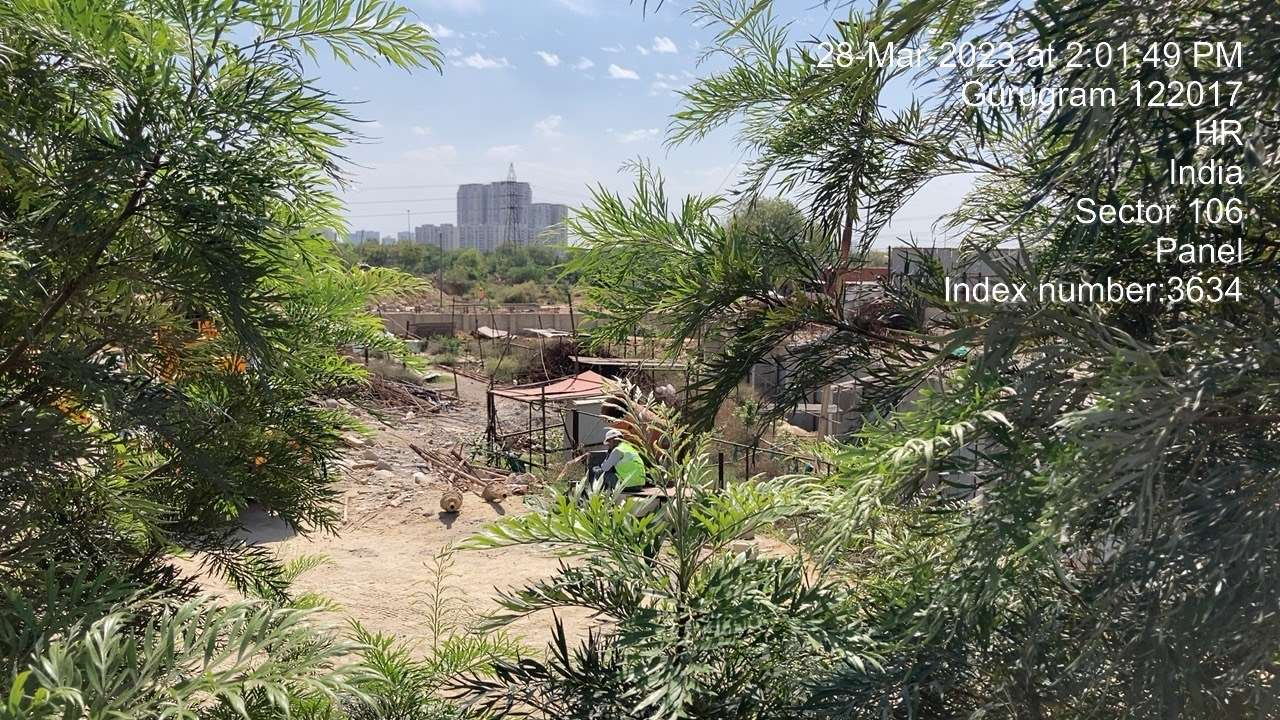 28-Mar-2023 at 2:01:49 PM
Gurugram 122017
HR
India
Sector 106
Panel
Index number:3634